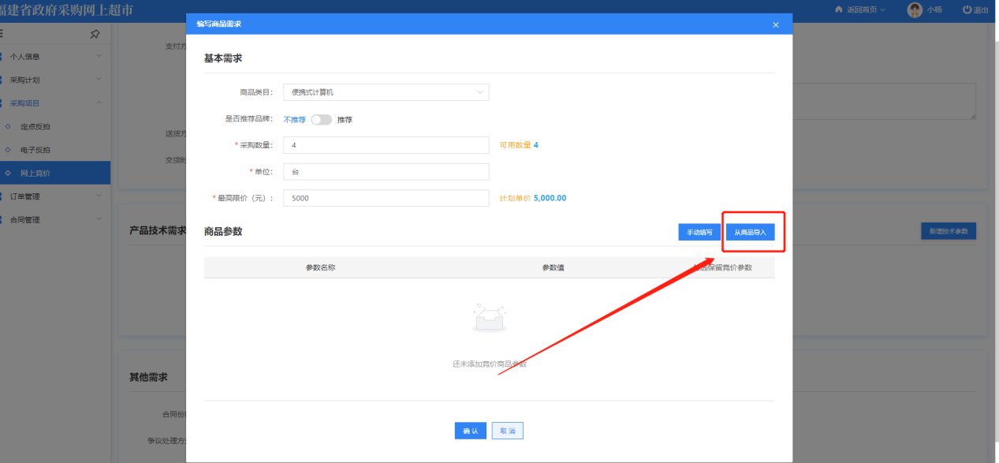 福建省政府采购网上超市
返回首页
小杨
退出
个人信息
采购计划
采购项目
定点反拍
电子反拍
网上竞价
订单管理
合同管理
支付方
送货方
交货时
产品技术需求
新增技术参数
其他需求
合同份
争议处理方
编写商品需求
基本需求
商品类目: 便携式计算机
是否推荐品牌: 不推荐 推荐
*采购数量: 4 可用数量 4
*单位: 台
*最高限价（元）: 5000 计划单价 5,000.00
商品参数 手动填写 从商品导入
参数名称 参数值 选保留竞价参数
还未添加竞价商品参数
确 认 取 消